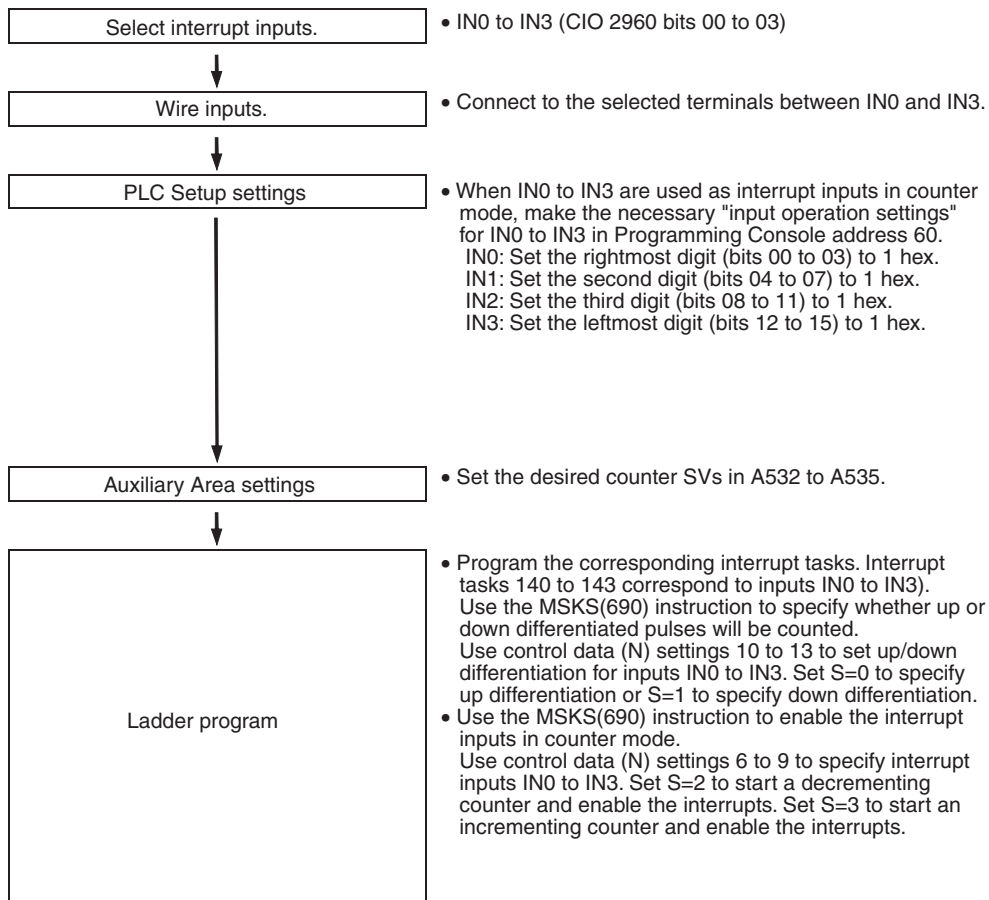 Select interrupt inputs.
• IN0 to IN3 (CIO 2960 bits 00 to 03)
Wire inputs.
• Connect to the selected terminals between IN0 and IN3.
PLC Setup settings
• When IN0 to IN3 are used as interrupt inputs in counter
mode, make the necessary "input operation settings"
for IN0 to IN3 in Programming Console address 60.
IN0: Set the rightmost digit (bits 00 to 03) to 1 hex.
IN1: Set the second digit (bits 04 to 07) to 1 hex.
IN2: Set the third digit (bits 08 to 11) to 1 hex.
IN3: Set the leftmost digit (bits 12 to 15) to 1 hex.
Auxiliary Area settings
• Set the desired counter SVs in A532 to A535.
Ladder program
• Program the corresponding interrupt tasks. Interrupt
tasks 140 to 143 correspond to inputs IN0 to IN3).
Use the MSKS(690) instruction to specify whether up or
down differentiated pulses will be counted.
Use control data (N) settings 10 to 13 to set up/down
differentiation for inputs IN0 to IN3. Set S=0 to specify
up differentiation or S=1 to specify down differentiation.
• Use the MSKS(690) instruction to enable the interrupt
inputs in counter mode.
Use control data (N) settings 6 to 9 to specify interrupt
inputs IN0 to IN3. Set S=2 to start a decrementing
counter and enable the interrupts. Set S=3 to start an
incrementing counter and enable the interrupts.